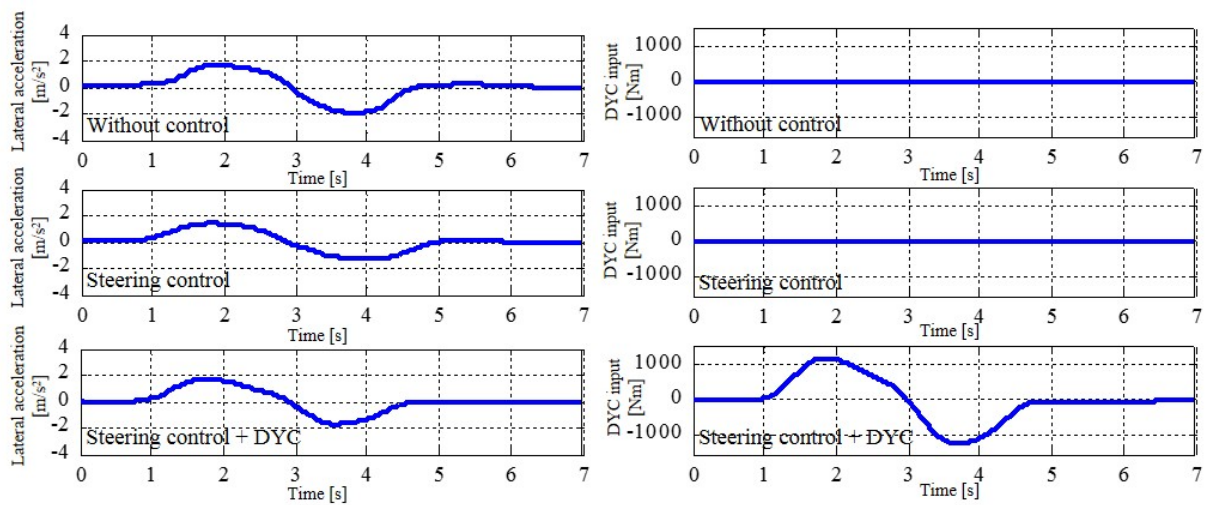 Lateral acceleration
[m/s²]
4
2
0
-2
-4
Without control
0 1 2 3 4 5 6 7
Time [s]
DYC input
[Nm]
1000
0
-1000
Without control
0 1 2 3 4 5 6 7
Time [s]
Lateral acceleration
[m/s²]
4
2
0
-2
-4
Steering control
0 1 2 3 4 5 6 7
Time [s]
DYC input
[Nm]
1000
0
-1000
Steering control
0 1 2 3 4 5 6 7
Time [s]
Lateral acceleration
[m/s²]
4
2
0
-2
-4
Steering control + DYC
0 1 2 3 4 5 6 7
Time [s]
DYC input
[Nm]
1000
0
-1000
Steering control + DYC
0 1 2 3 4 5 6 7
Time [s]